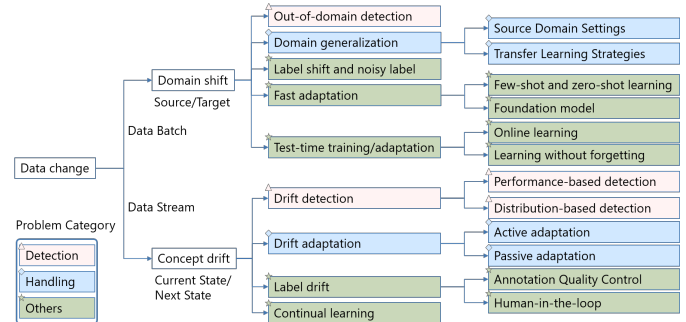 Out-of-domain detection
Domain generalization
Source Domain Settings
Transfer Learning Strategies
Domain shift
Label shift and noisy label
Source/Target
Fast adaptation
Few-shot and zero-shot learning
Foundation model
Data Batch
Test-time training/adaptation
Online learning
Learning without forgetting
Data change
Data Stream
Drift detection
Performance-based detection
Distribution-based detection
Problem Category
Detection
Handling
Others
Concept drift
Current State/
Next State
Drift adaptation
Active adaptation
Passive adaptation
Label drift
Annotation Quality Control
Human-in-the-loop
Continual learning